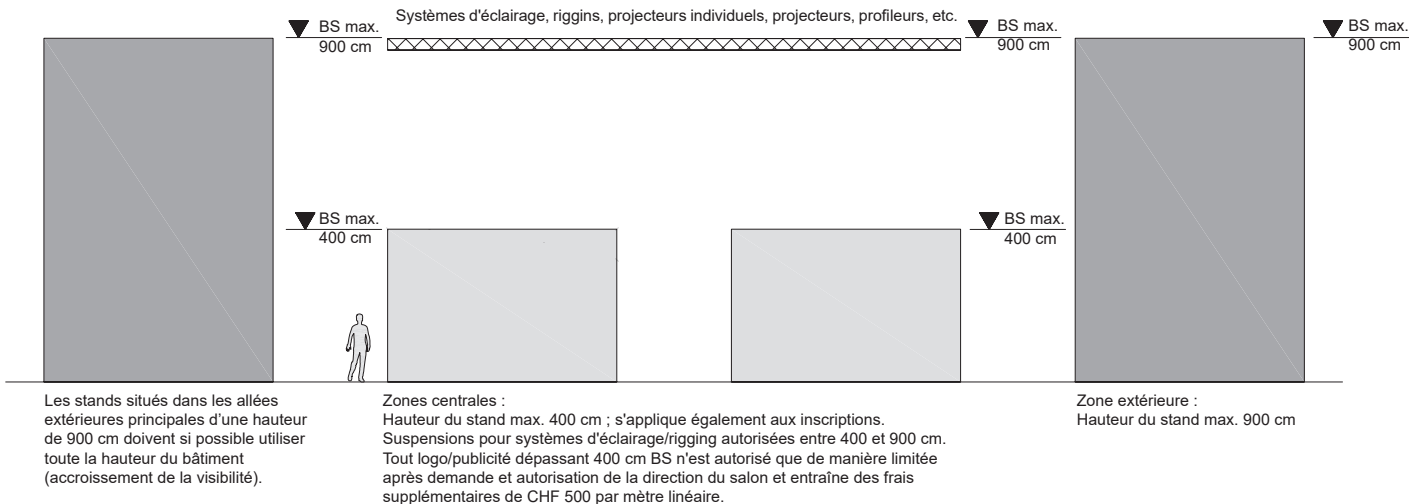 Systèmes d'éclairage, riggins, projecteurs individuels, projecteurs, profileurs, etc.
BS max.
900 cm
BS max.
900 cm
BS max.
900 cm
BS max.
400 cm
BS max.
400 cm
Les stands situés dans les allées
extérieures principales d'une hauteur
de 900 cm doivent si possible utiliser
toute la hauteur du bâtiment
(accroissement de la visibilité).
Zones centrales :
Hauteur du stand max. 400 cm ; s'applique également aux inscriptions.
Suspensions pour systèmes d'éclairage/rigging autorisées entre 400 et 900 cm.
Tout logo/publicité dépassant 400 cm BS n'est autorisé que de manière limitée
après demande et autorisation de la direction du salon et entraîne des frais
supplémentaires de CHF 500 par mètre linéaire.
Zone extérieure :
Hauteur du stand max. 900 cm